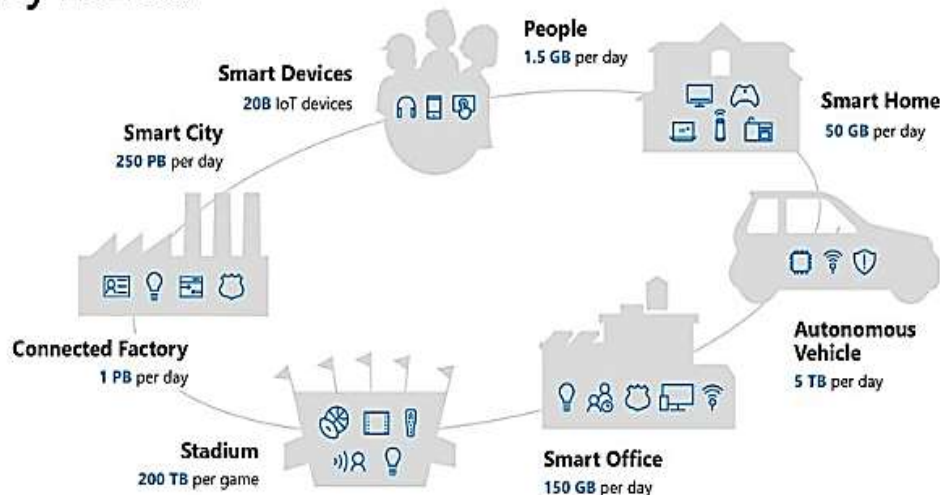 People
1.5 GB per day
Smart Devices
20B IoT devices
Smart Home
50 GB per day
Smart City
250 PB per day
Autonomous
Vehicle
5 TB per day
Connected Factory
1 PB per day
Stadium
200 TB per game
Smart Office
150 GB per day